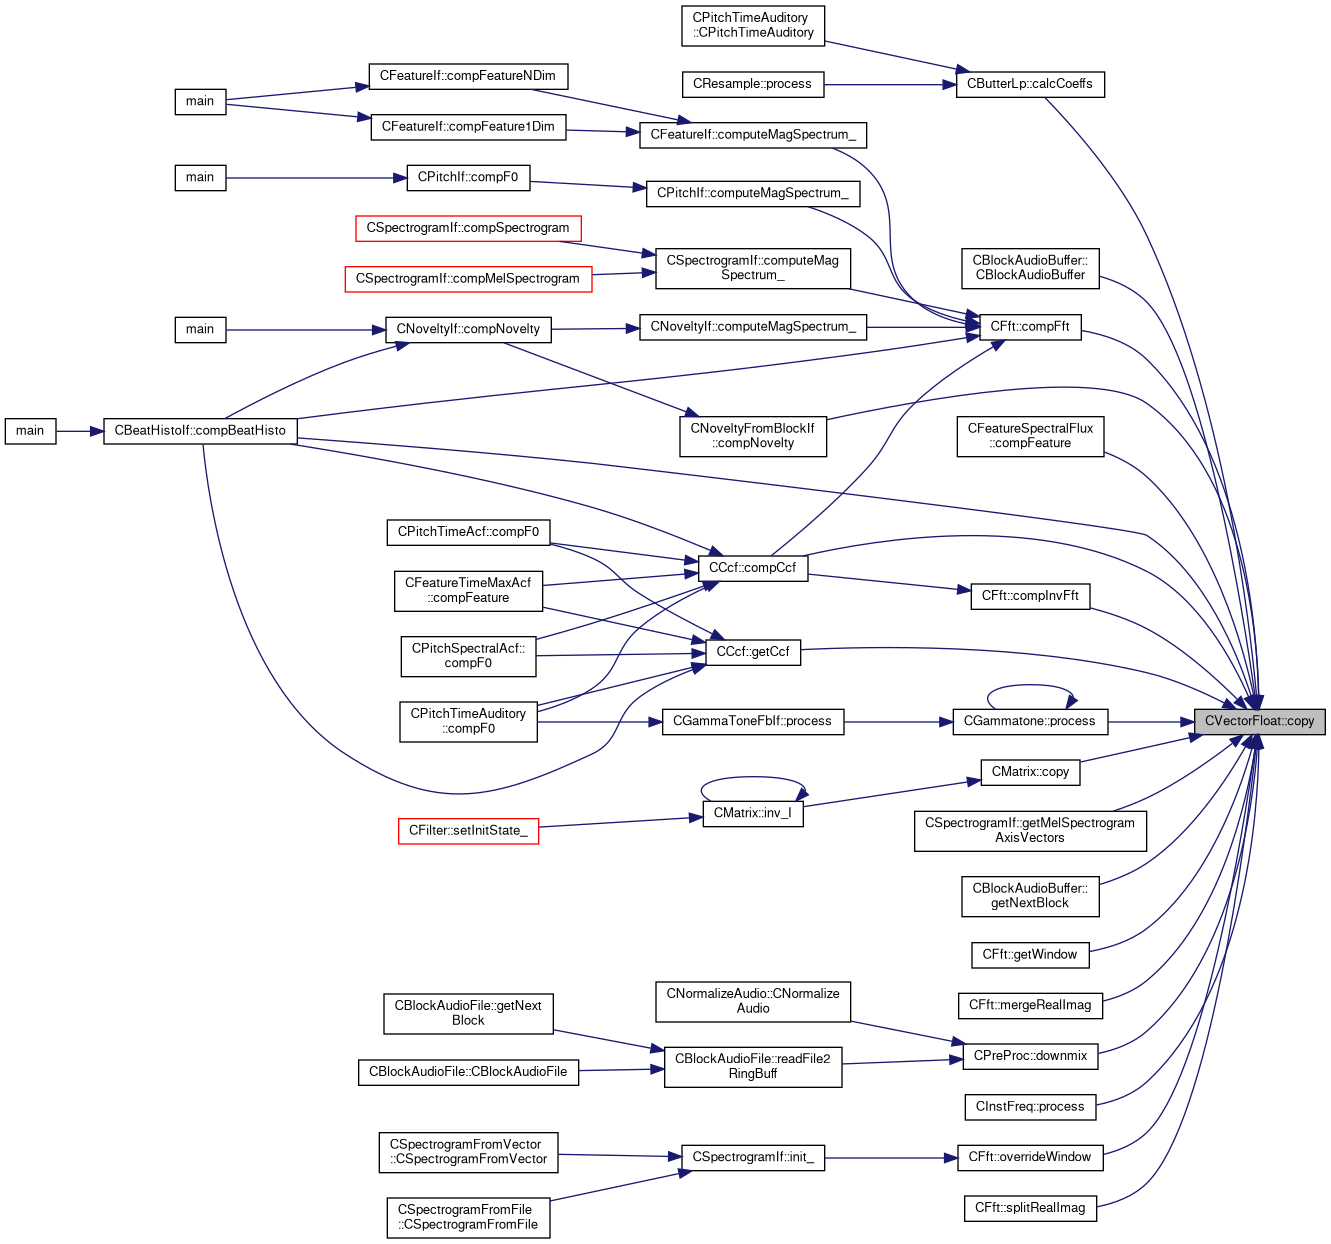 CPitchTimeAuditory
::CPitchTimeAuditory
CFeatureIf::compFeatureNDim
CResample::process
CButterLp::calcCoeffs
main
CFeatureIf::compFeature1Dim
CFeatureIf::computeMagSpectrum_
main
CPitchIf::compF0
CPitchIf::computeMagSpectrum_
CSpectrogramIf::compSpectrogram
CSpectrogramIf::compMelSpectrogram
CSpectrogramIf::computeMag
Spectrum_
CBlockAudioBuffer::
CBlockAudioBuffer
main
CNoveltyIf::compNovelty
CNoveltyIf::computeMagSpectrum_
CFft::compFft
main
CBeatHistoIf::compBeatHisto
CNoveltyFromBlockIf
::compNovelty
CFeatureSpectralFlux
::compFeature
CPitchTimeAcf::compF0
CCcf::compCcf
CFeatureTimeMaxAcf
::compFeature
CFft::compInvFft
CPitchSpectralAcf::
compF0
CCcf::getCcf
CPitchTimeAuditory
::compF0
CGammaToneFbIf::process
CGammatone::process
CVectorFloat::copy
CMatrix::copy
CFilter::setInitState_
CMatrix::inv_I
CSpectrogramIf::getMelSpectrogram
AxisVectors
CBlockAudioBuffer::
getNextBlock
CFft::getWindow
CBlockAudioFile::getNext
Block
CNormalizeAudio::CNormalize
Audio
CFft::mergeRealImag
CBlockAudioFile::CBlockAudioFile
CBlockAudioFile::readFile2
RingBuff
CPreProc::downmix
CInstFreq::process
CSpectrogramFromVector
::CSpectrogramFromVector
CSpectrogramIf::init_
CFft::overrideWindow
CSpectrogramFromFile
::CSpectrogramFromFile
CFft::splitRealImag